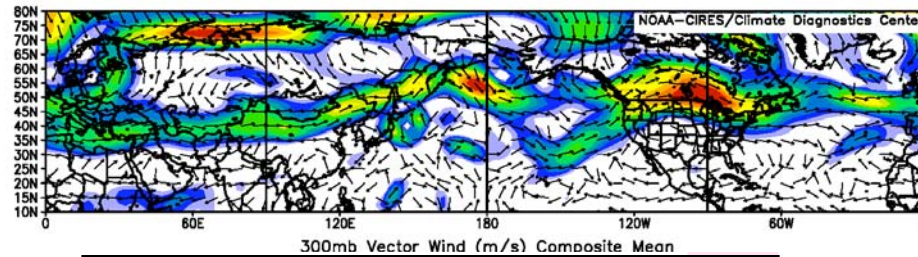 80N
NOAA-CIRES/Climate Diagnostics Cente
75N
70N
65N
60N
55N
50N
45N
40N
35N
30N
25N
20N
15N
10N
0 60E 120E 180 120W 60W
300mb Vector Wind (m/s) Composite Mean